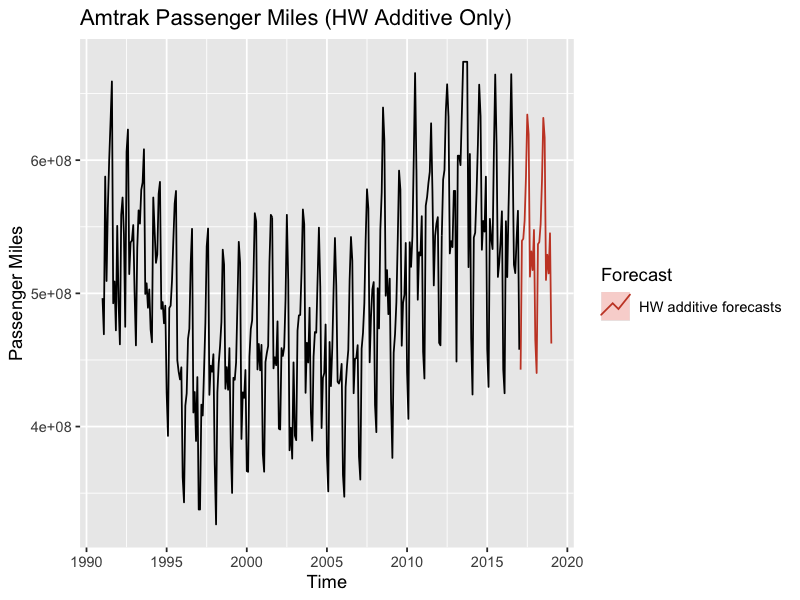 Amtrak Passenger Miles (HW Additive Only)
Passenger Miles
6e+08
5e+08
4e+08
1990 1995 2000 2005 2010 2015 2020
Time
Forecast
HW additive forecasts